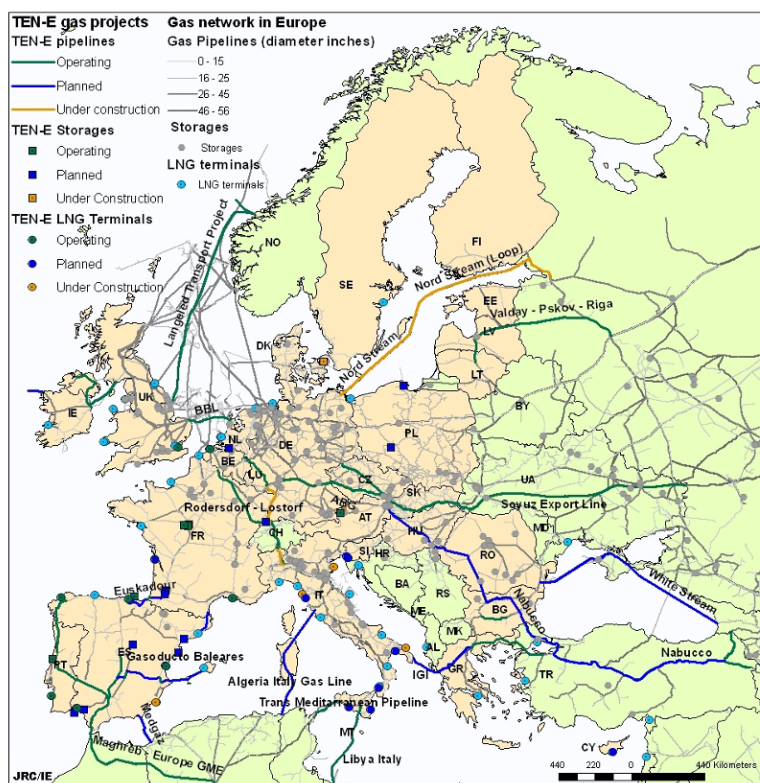 TEN-E gas projects
TEN-E pipelines
Operating
Planned
Under construction
TEN-E Storages
Operating
Planned
Under Construction
TEN-E LNG Terminals
Operating
Planned
Under Construction
Gas network in Europe
Gas Pipelines (diameter inches)
0 - 15
16 - 25
26 - 45
46 - 56
Storages
Storages
LNG terminals
LNG terminals
Langeled Transport Project
NO
SE
FI
Nord Stream (Loop)
EE
Valday - Pskov - Riga
LV
DK
Nord Stream
LT
BY
UK
IE
BBL
NL
DE
PL
BE
LU
CZ
UA
SK
Soyuz Export Line
Rodersdorf - Lostorf
FR
AT
CH
HU
MD
RO
SI
HR
BA
RS
White Stream
Euskadour
IT
ME
MK
BG
Nabucco
Nabucco
AL
PT
ES
Gasoducto Baleares
Algeria Italy Gas Line
IGI
GR
TR
Trans Mediterranean Pipeline
Medgaz
MT
Maghreb - Europe GME
Libya Italy
CY
JRC/IE
440 220 0 440 Kilometers